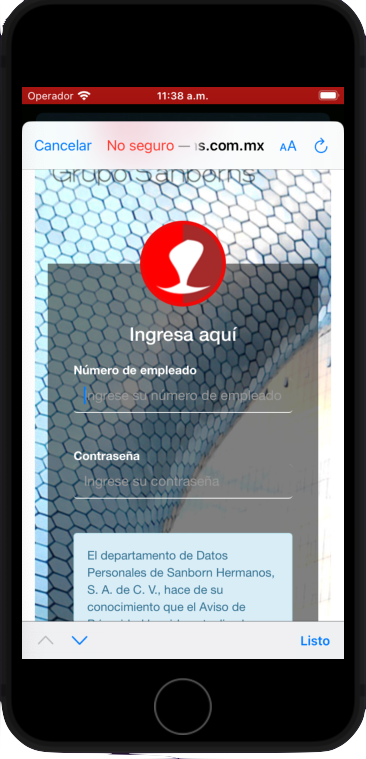 Operador
11:38 a.m.
Cancelar
No seguro — s.com.mx
AA
Grupo Sanborns
Ingresa aquí
Número de empleado
Ingrese su número de empleado
Contraseña
Ingrese su contraseña
El departamento de Datos
Personales de Sanborn Hermanos,
S. A. de C. V., hace de su
conocimiento que el Aviso de
Listo